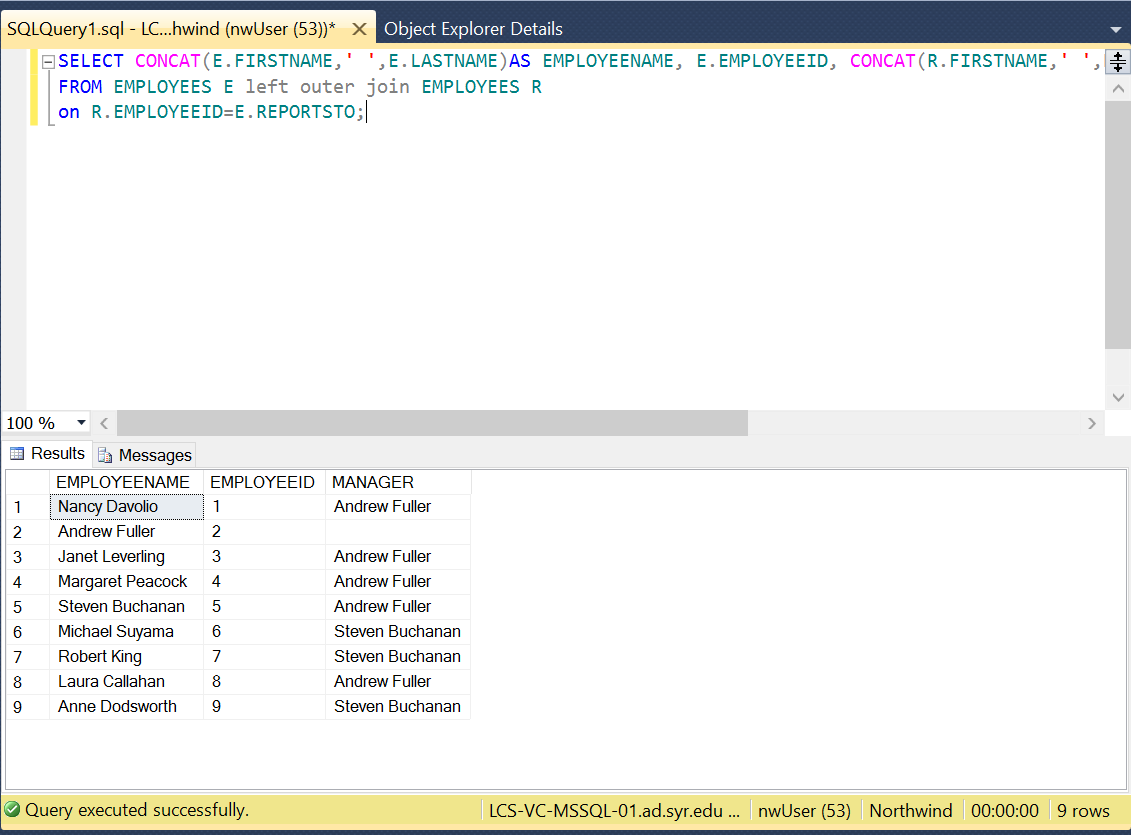 SQLQuery1.sql - LC...hwind (nwUser (53))* Object Explorer Details
SELECT CONCAT(E.FIRSTNAME,' ',E.LASTNAME)AS EMPLOYEENAME, E.EMPLOYEEID, CONCAT(R.FIRSTNAME,' ',
FROM EMPLOYEES E left outer join EMPLOYEES R
on R.EMPLOYEEID=E.REPORTSTO;
100 %
Results Messages
EMPLOYEENAME EMPLOYEEID MANAGER
1 Nancy Davolio 1 Andrew Fuller
2 Andrew Fuller 2
3 Janet Leverling 3 Andrew Fuller
4 Margaret Peacock 4 Andrew Fuller
5 Steven Buchanan 5 Andrew Fuller
6 Michael Suyama 6 Steven Buchanan
7 Robert King 7 Steven Buchanan
8 Laura Callahan 8 Andrew Fuller
9 Anne Dodsworth 9 Steven Buchanan
Query executed successfully. LCS-VC-MSSQL-01.ad.syr.edu ... nwUser (53) Northwind 00:00:00 9 rows